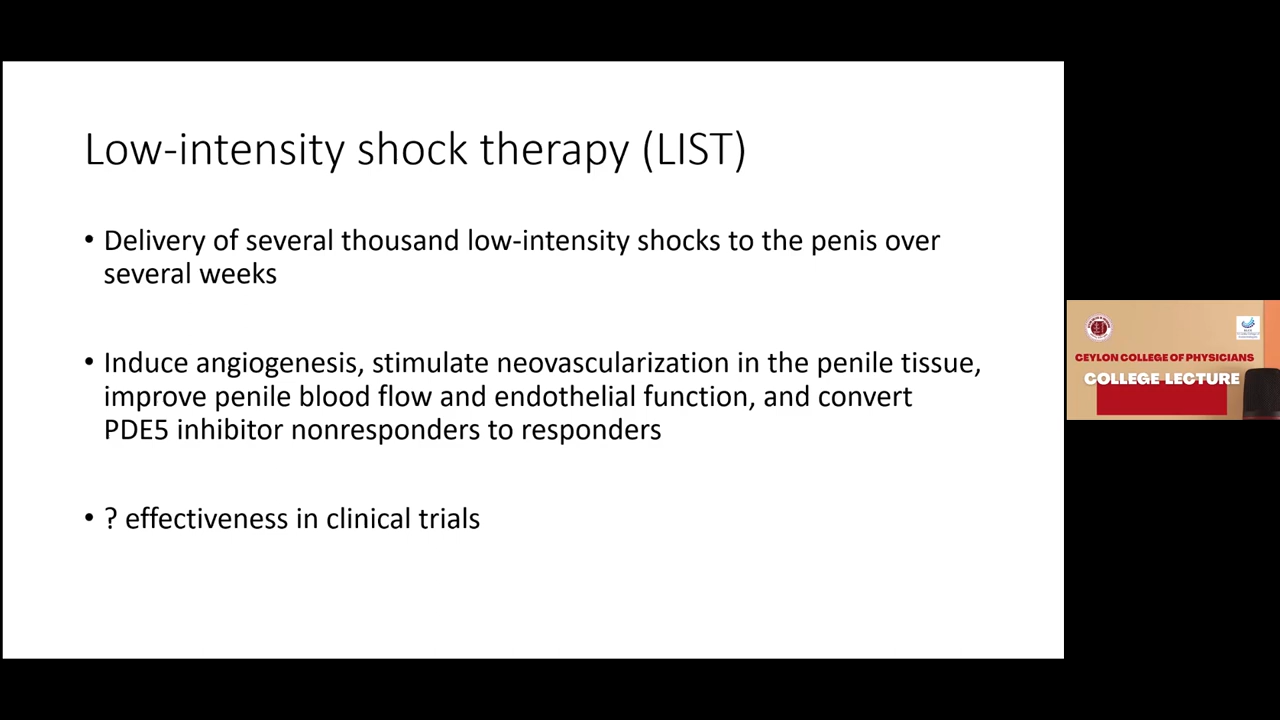 Low-intensity shock therapy (LIST)
• Delivery of several thousand low-intensity shocks to the penis over
several weeks
• Induce angiogenesis, stimulate neovascularization in the penile tissue,
improve penile blood flow and endothelial function, and convert
PDE5 inhibitor nonresponders to responders
• ? effectiveness in clinical trials
CEYLON COLLEGE OF PHYSICIANS
COLLEGE LECTURE